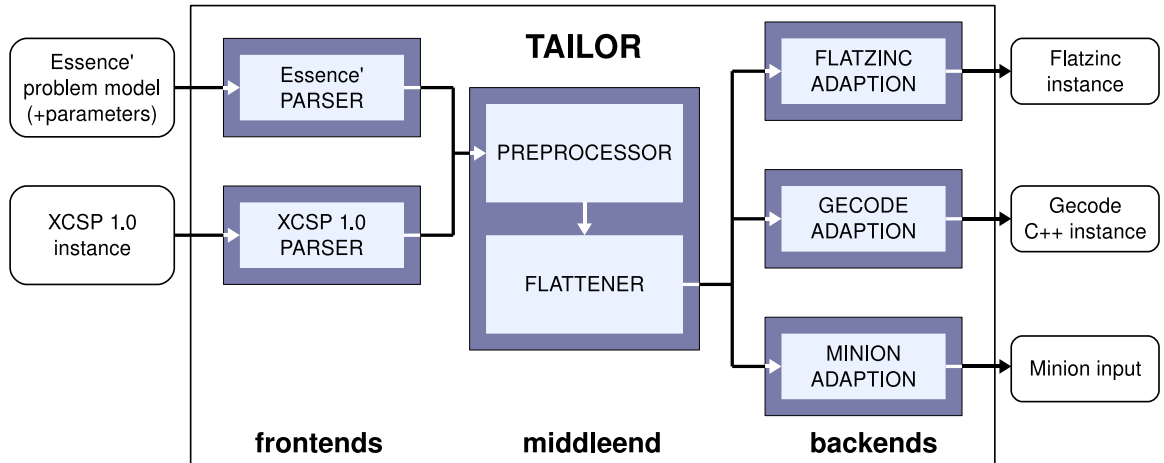 TAILOR
Essence'
problem model
(+parameters)
Essence'
PARSER
XCSP 1.0
instance
XCSP 1.0
PARSER
PREPROCESSOR
FLATTENER
FLATZINC
ADAPTION
Flatzinc
instance
GECODE
ADAPTION
Gecode
C++ instance
MINION
ADAPTION
Minion input
frontends
middleend
backends